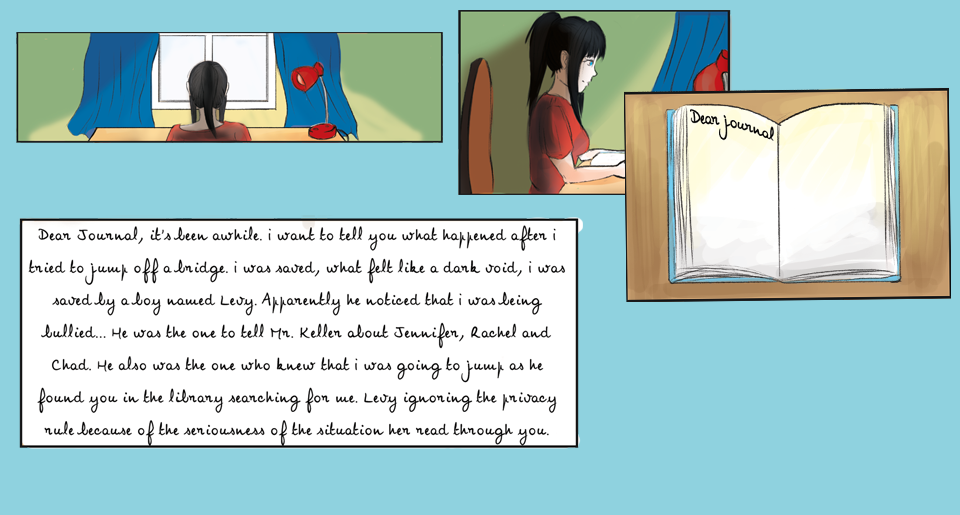 Dear journal
Dear Journal, it's been awhile. i want to tell you what happened after i
tried to jump off a bridge. i was saved, what felt like a dark void, i was
saved by a boy named Levy. Apparently he noticed that i was being
bullied... He was the one to tell Mr. Keller about Jennifer, Rachel and
Chad. He also was the one who knew that i was going to jump as he
found you in the library searching for me. Levy ignoring the privacy
rule because of the seriousness of the situation her read through you.